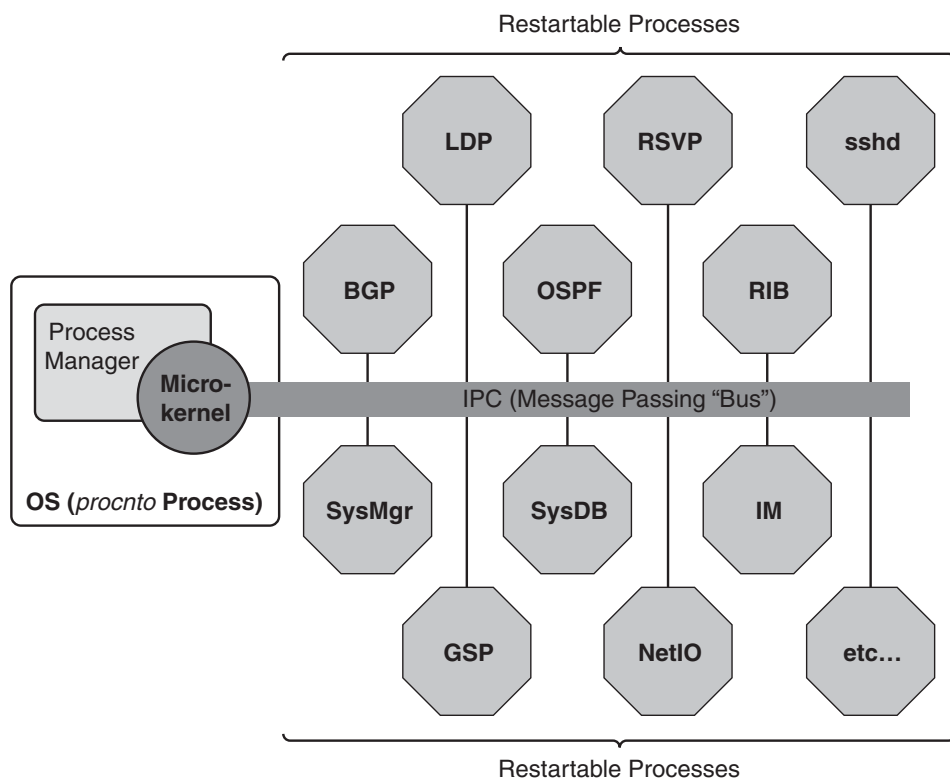 Restartable Processes
LDP
RSVP
sshd
BGP
OSPF
RIB
Process
Manager
Micro-
kernel
IPC (Message Passing “Bus”)
OS (procnto Process)
SysMgr
SysDB
IM
GSP
NetIO
etc…
Restartable Processes